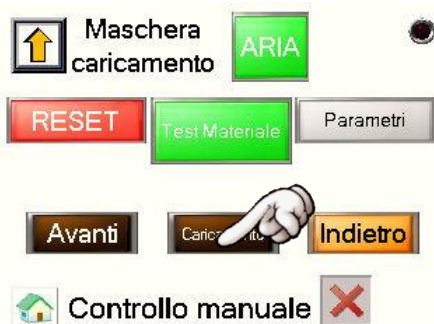 Maschera
caricamento
ARIA
RESET
Test Materiale
Parametri
Avanti
Indietro
Controllo manuale